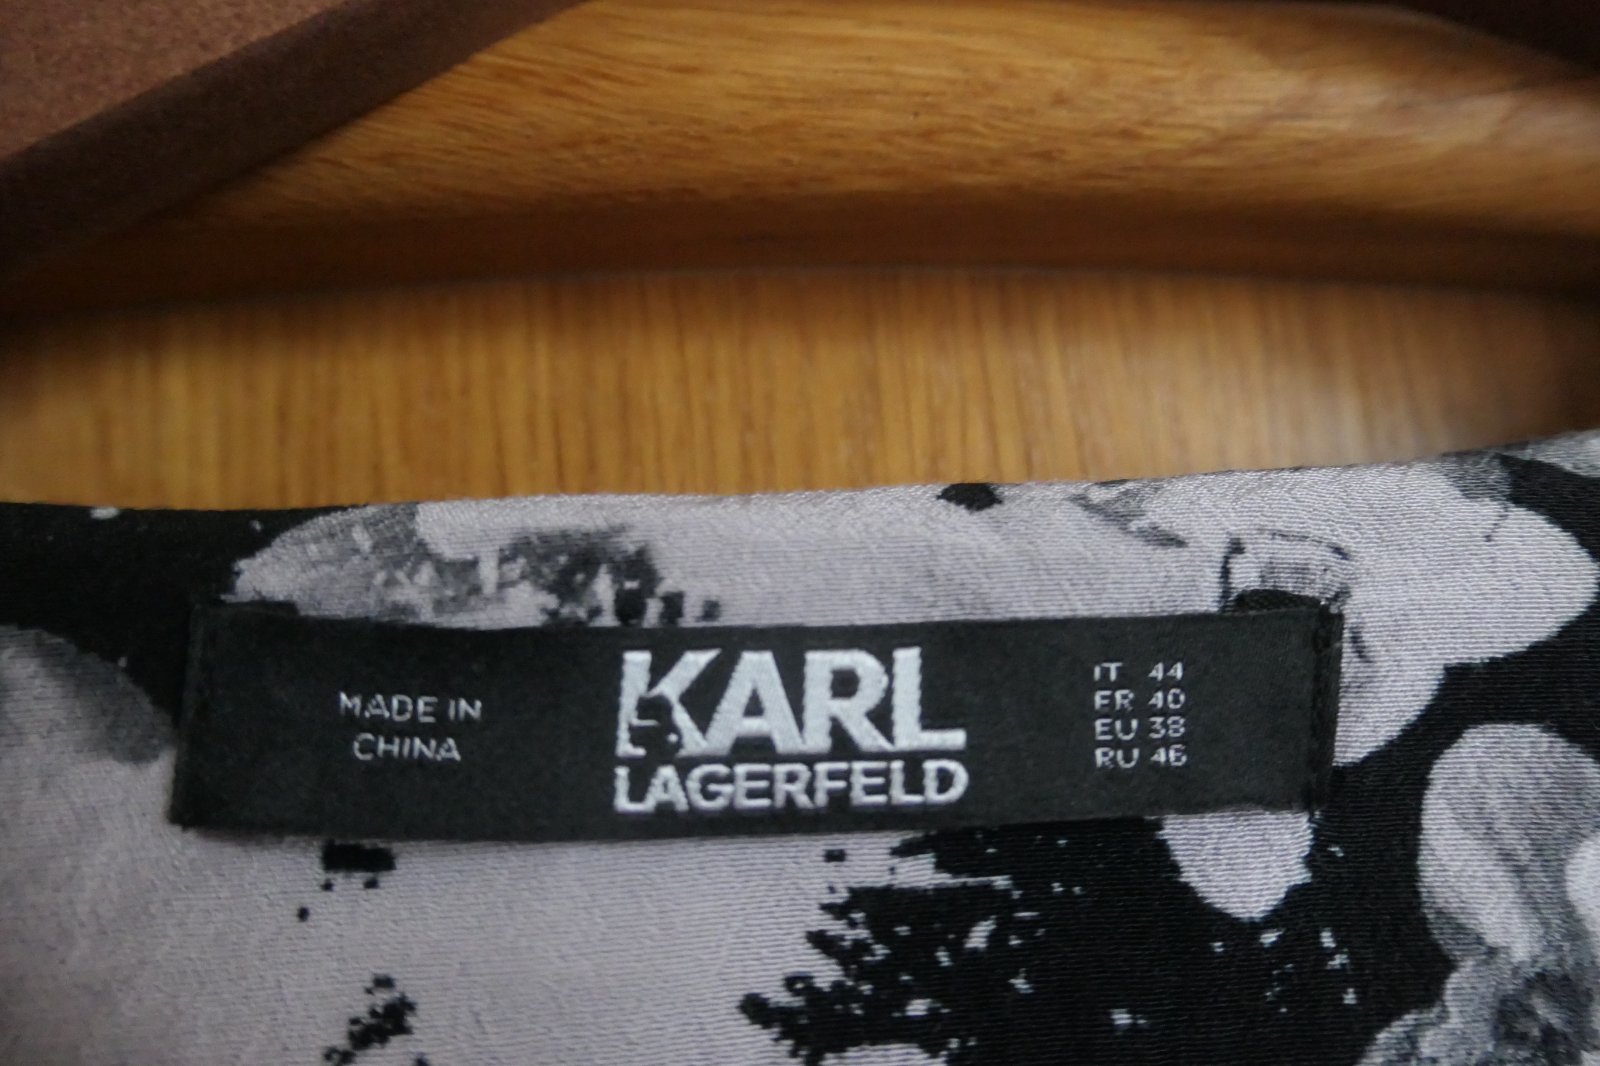 MADE IN
CHINA
KARL
LAGERFELD
IT 44
FR 40
EU 38
RU 46